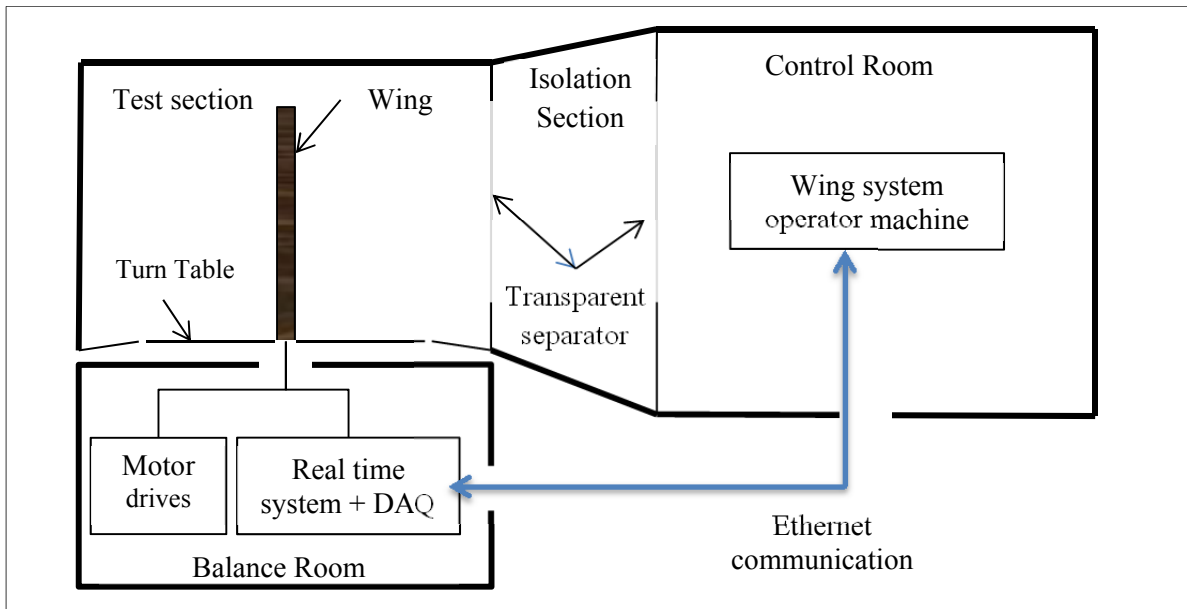 Test section
Wing
Isolation
Section
Control Room
Wing system
operator machine
Turn Table
Transparent
separator
Motor
drives
Real time
system + DAQ
Balance Room
Ethernet
communication